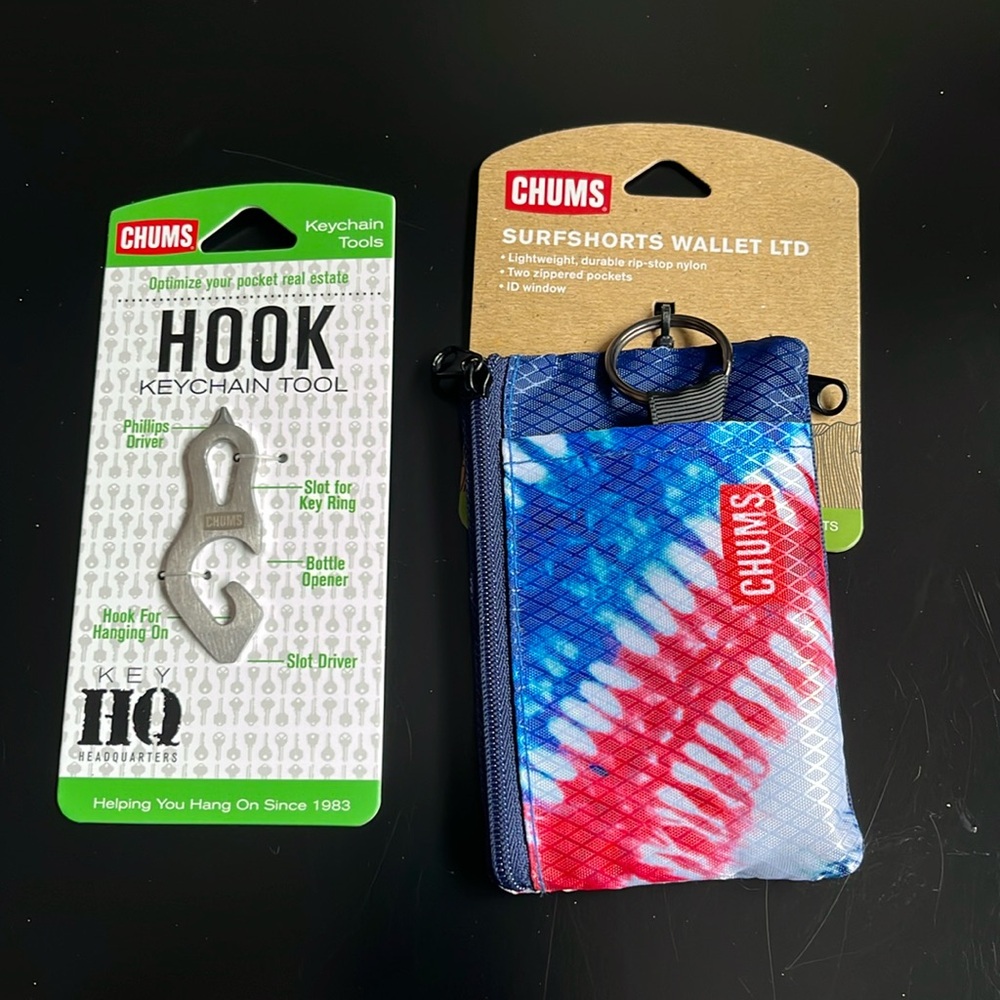 CHUMS
Keychain
Tools
Optimize your pocket real estate
HOOK
KEYCHAIN TOOL
Phillips
Driver
Slot for
Key Ring
CHUMS
Bottle
Opener
Hook For
Hanging On
Slot Driver
KEY
HQ
HEADQUARTERS
Helping You Hang On Since 1983
CHUMS
SURFSHORTS WALLET LTD
• Lightweight, durable rip-stop nylon
• Two zippered pockets
• ID window
CHUMS